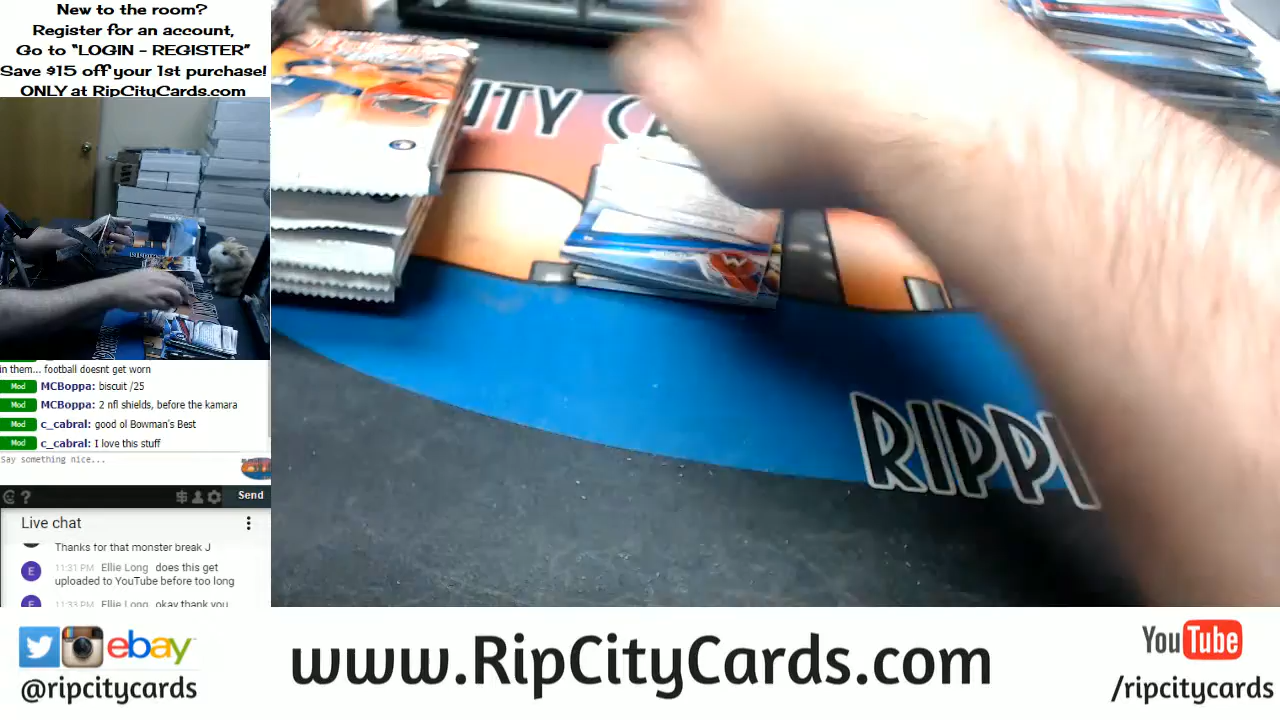 New to the room?
Register for an account,
Go to "LOGIN - REGISTER"
Save $15 off your 1st purchase!
ONLY at RipCityCards.com
in them... football doesnt get worn
Mod MCBoppa: biscuit /25
Mod MCBoppa: 2 nfl shields, before the kamara
Mod c_cabral: good ol Bowman's Best
Mod c_cabral: I love this stuff
Say something nice...
Send
Live chat
Thanks for that monster break J
E 11:31 PM Ellie Long does this get
uploaded to YouTube before too long
E 11:33 PM Ellie Long okay thank you
ITY CA
RIPPI
ebay
@ripcitycards
www.RipCityCards.com
YouTube
/ripcitycards